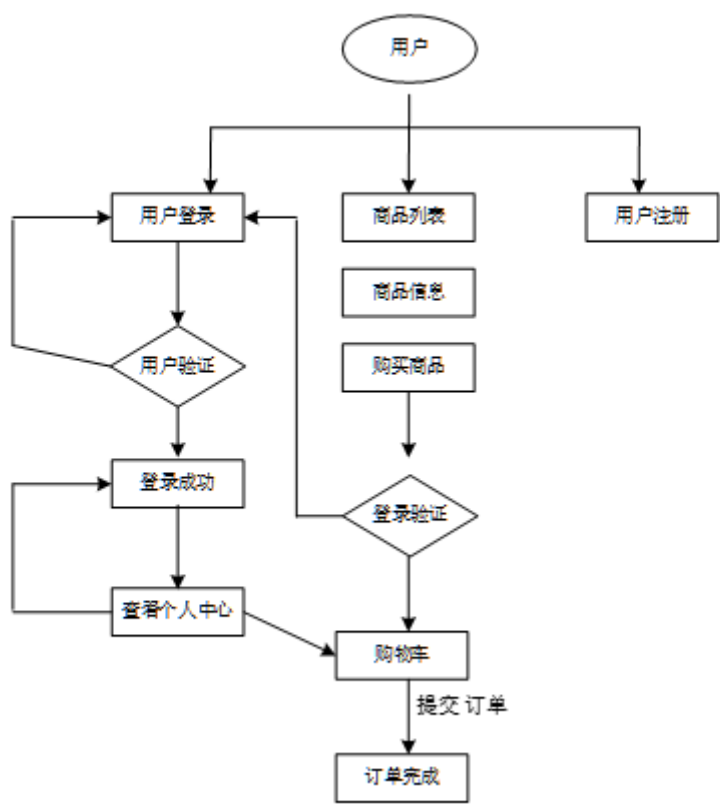 用户
用户登录
商品列表
用户注册
商品信息
用户验证
购买商品
登录成功
登录验证
查看个人中心
购物车
提交订单
订单完成